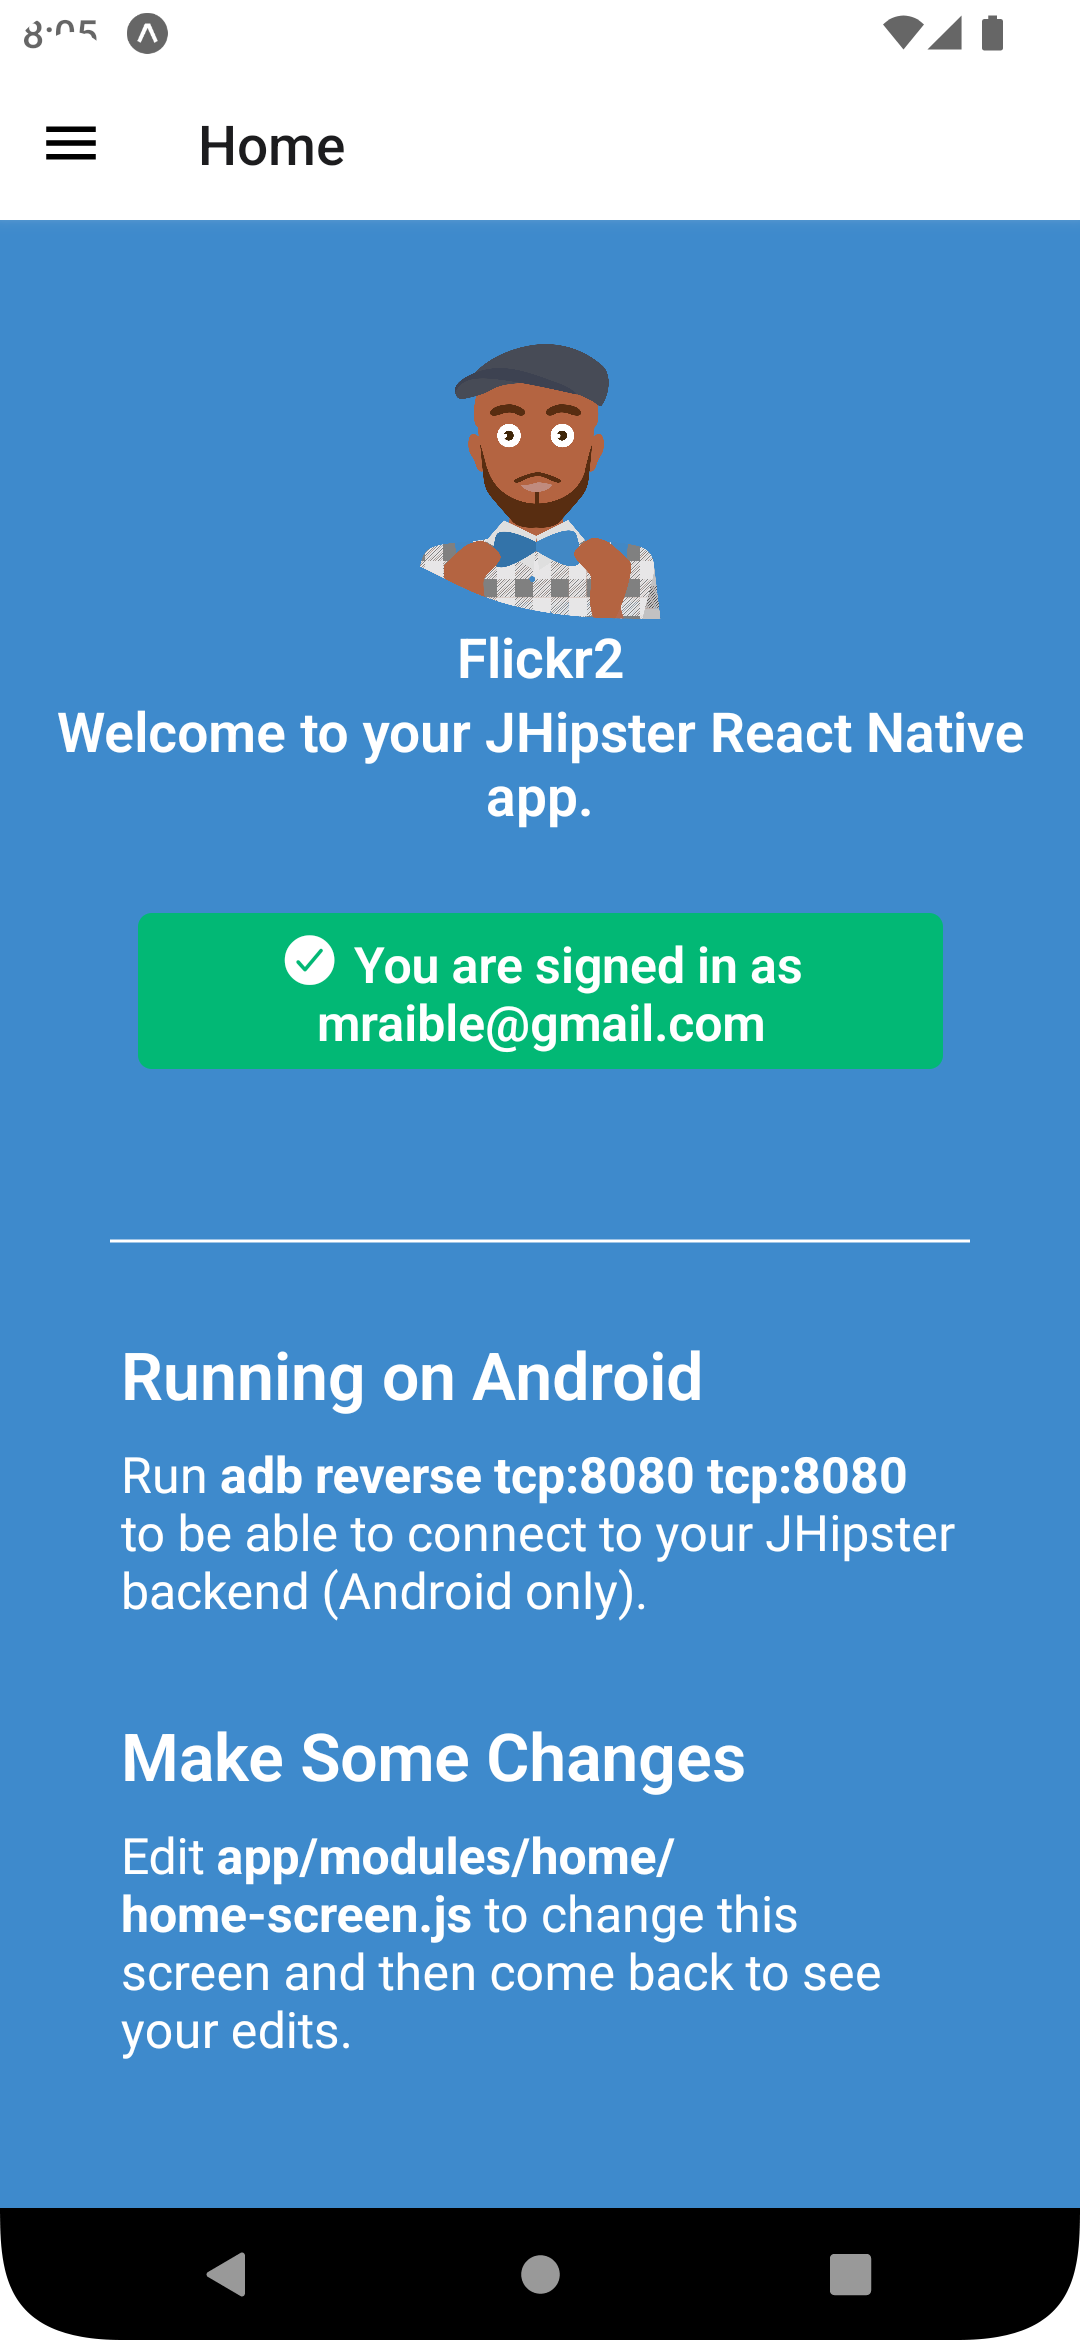 8:05
Home
Flickr2
Welcome to your JHipster React Native
app.
You are signed in as
mraible@gmail.com
Running on Android
Run adb reverse tcp:8080 tcp:8080
to be able to connect to your JHipster
backend (Android only).
Make Some Changes
Edit app/modules/home/
home-screen.js to change this
screen and then come back to see
your edits.